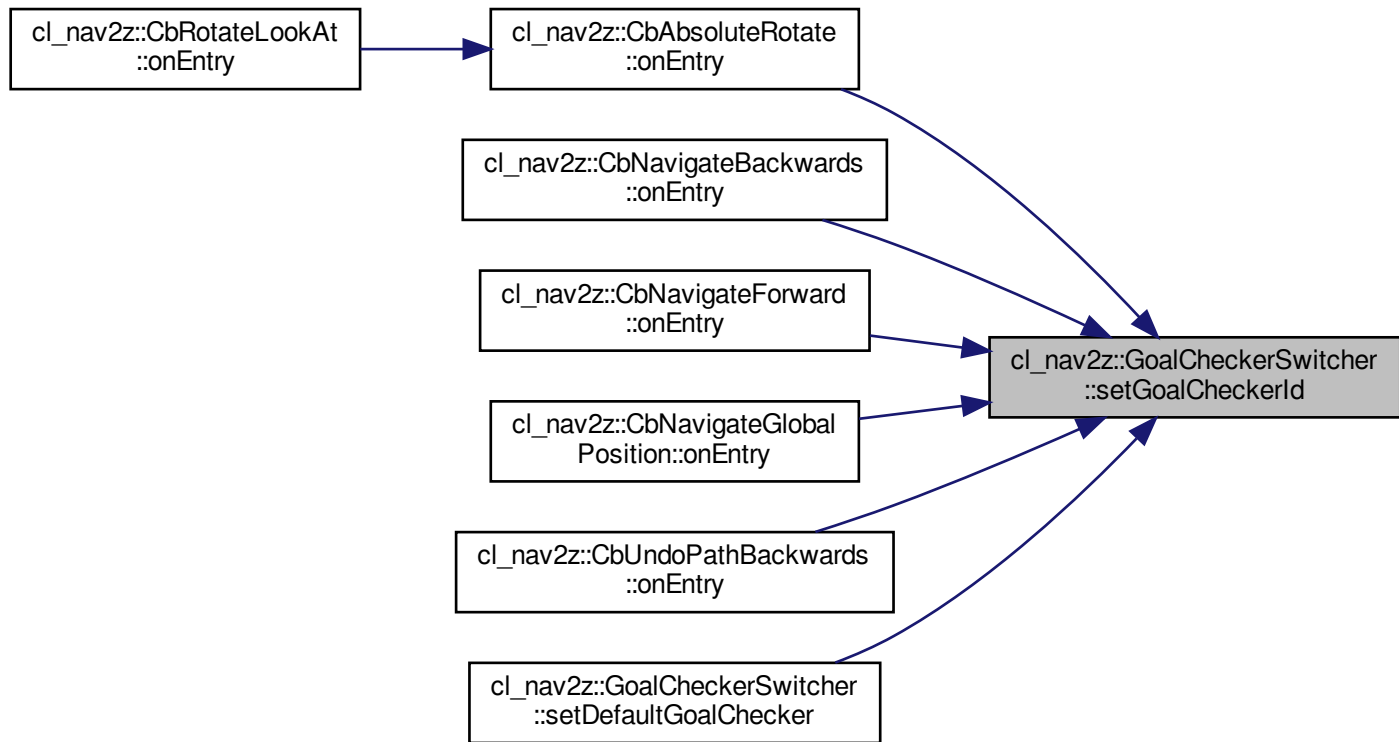 cl_nav2z::CbRotateLookAt
::onEntry
cl_nav2z::CbAbsoluteRotate
::onEntry
cl_nav2z::CbNavigateBackwards
::onEntry
cl_nav2z::CbNavigateForward
::onEntry
cl_nav2z::GoalCheckerSwitcher
::setGoalCheckerId
cl_nav2z::CbNavigateGlobal
Position::onEntry
cl_nav2z::CbUndoPathBackwards
::onEntry
cl_nav2z::GoalCheckerSwitcher
::setDefaultGoalChecker